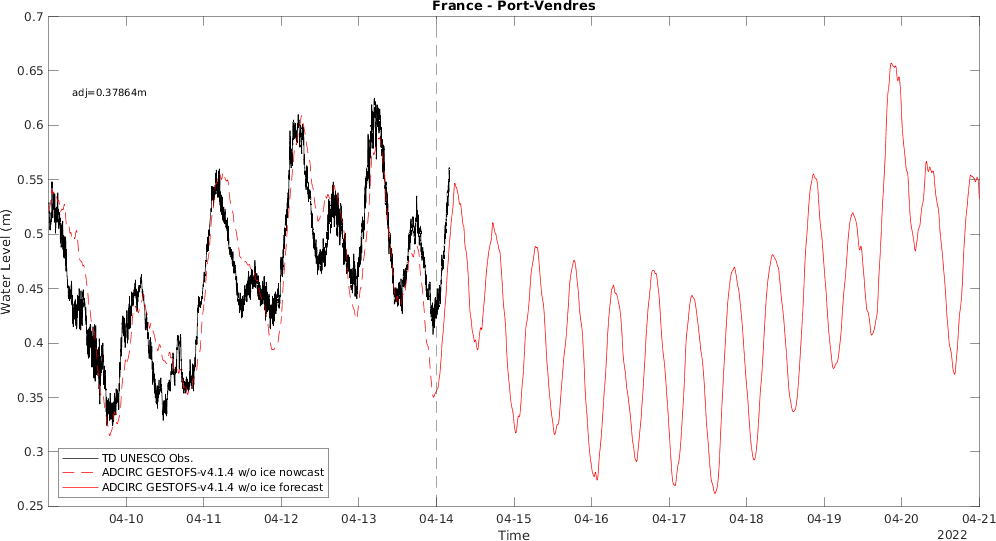 France - Port-Vendres
0.7
0.65
adj=0.37864m
0.6
0.55
0.5
0.45
0.4
0.35
0.3
0.25
Water Level (m)
TD UNESCO Obs.
ADCIRC GESTOFS-v4.1.4 w/o ice nowcast
ADCIRC GESTOFS-v4.1.4 w/o ice forecast
04-10 04-11 04-12 04-13 04-14 04-15 04-16 04-17 04-18 04-19 04-20 04-21
Time
2022